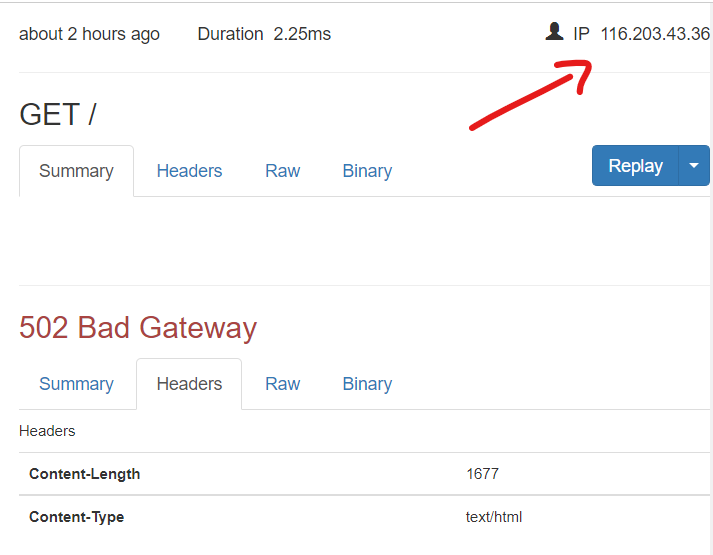 about 2 hours ago Duration 2.25ms IP 116.203.43.36
GET /
Summary Headers Raw Binary Replay
502 Bad Gateway
Summary Headers Raw Binary
Headers
Content-Length 1677
Content-Type text/html